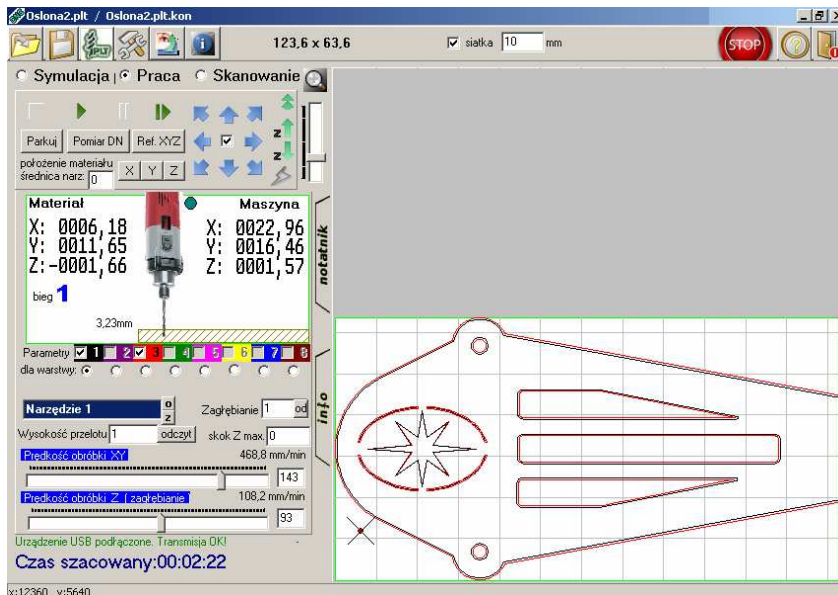 Oslona2.plt / Oslona2.plt.kon
PLT
123,6 x 63,6
siatka 10 mm
STOP
Symulacja Praca Skanowanie
Parkuj Pomiar DN Ref. XYZ
z
z
położenie materiału
średnica narz: 0 X Y Z
Materiał Maszyna
X: 0006,18 X: 0022,96
Y: 0011,65 Y: 0016,46
Z:-0001,66 Z: 0001,57
bieg 1
3,23mm
notatnik
Parametry 1 2 3 4 5 6 7 8
dla warstwy:
info
Narzędzie 1 o z Zagłębianie 1 od
Wysokość przelotu 1 odczyt skok Z max. 0
Prędkość obróbki XY 468,8 mm/min
143
Prędkość obróbki Z ( zagłębianie ) 108,2 mm/min
93
Urządzenie USB podłączone. Transmisja OK!
Czas szacowany:00:02:22
x:12360 y:5640